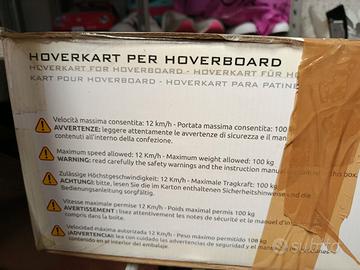 HOVERKART PER HOVERBOARD
HOVERKART FOR HOVERBOARD - HOVERKART FÜR HO
KART POUR HOVERBOARD - HOVERKART PARA PATINE
Velocità massima consentita: 12 km/h - Portata massima consentita: 100 k
AVVERTENZE: leggere attentamente le avvertenze di sicurezza e il manuale
contenuti all'interno della confezione.
Maximum speed allowed: 12 Km/h - Maximum weight allowed: 100 kg
WARNING: read carefully the safety warnings and the instruction manual box.
Zulässige Höchstgeschwindigkeit: 12 Km/h - Maximale Tragkraft: 100 kg
ACHTUNG!: bitte, lesen Sie die im Karton enthaltenen Sicherheitshinweise und die
Bedienungsanleitung sorgfältig.
Vitesse maximale permise 12 Km/h - Poids maximal permis 100 kg
AVERTISSEMENT : lisez attentivement les notes de sécurité et le manuel d'
compris dans la boîte.
Velocidad máxima autorizada 12 Km/h - Peso máximo permitido 100 kg
¡ADVERTENCIA!: lea con cuidado las advertencias de seguridad y el manual
contenido en el interior del embalaje.
subito